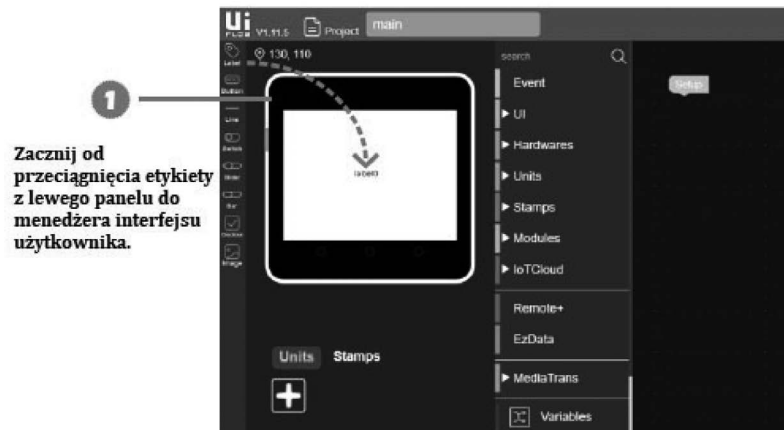 Ui
FLOW V1.11.5 Project main
Label 130, 110
search
Button
Event
Setup
1
UI
Line
Hardwares
Zacznij od
przeciągnięcia etykiety
z lewego panelu do
menedżera interfejsu
użytkownika.
Switch
label0
Units
Slider
Bar
Stamps
Checkbox
Modules
Image
IoTCloud
Remote+
EzData
Units Stamps
MediaTrans
Variables